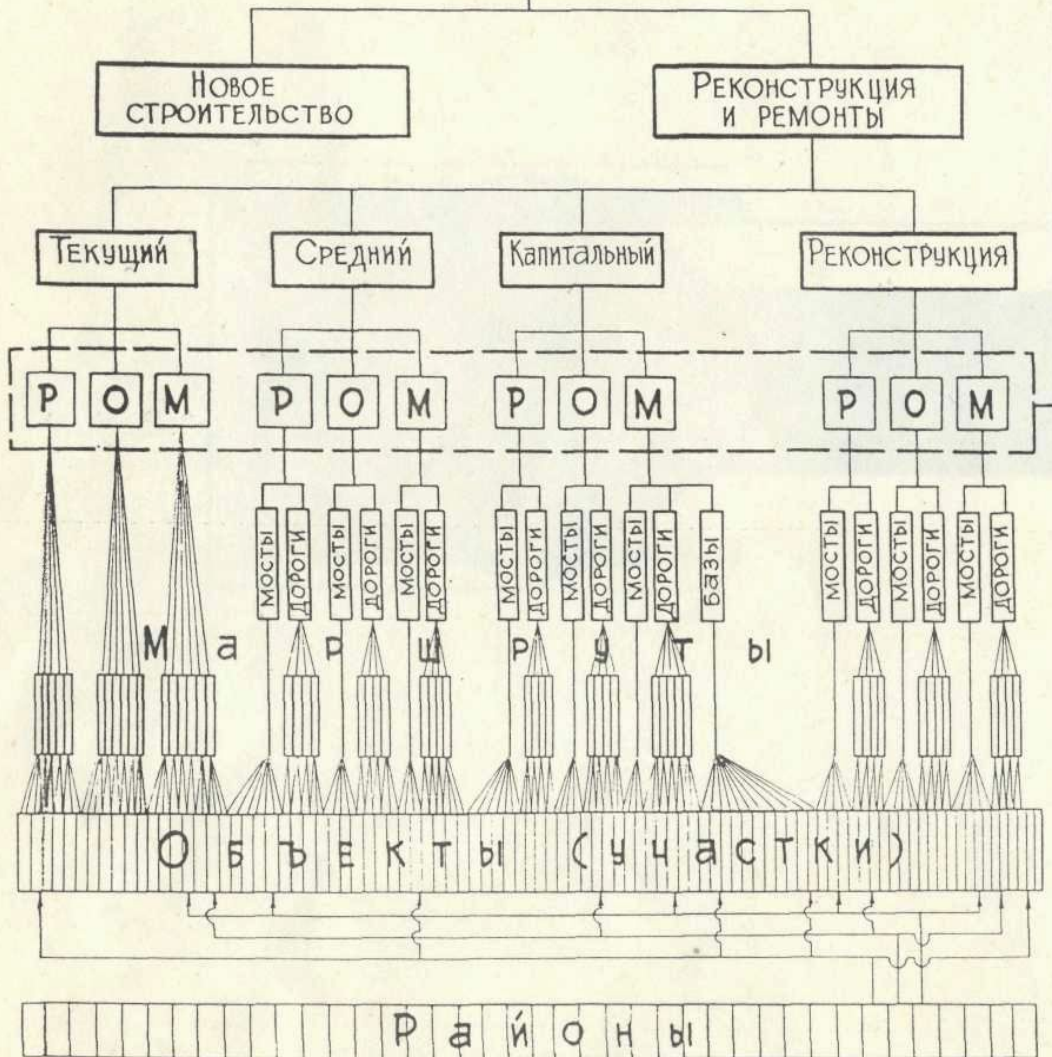 Новое
строительство
Реконструкция
и ремонты
Текущий
Средний
Капитальный
Реконструкция
Р О М
Р О М
Р О М
Р О М
мосты
дороги
мосты
дороги
мосты
дороги
мосты
дороги
мосты
дороги
мосты
дороги
базы
мосты
дороги
мосты
дороги
мосты
дороги
Маршруты
Объекты (участки)
Районы